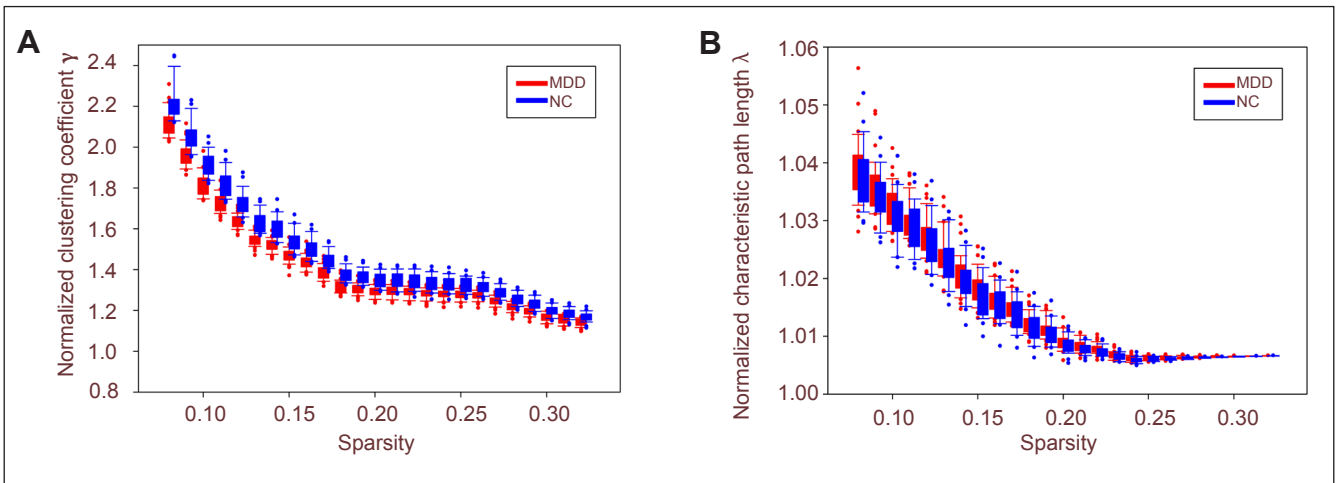 A
Normalized clustering coefficient γ
2.4
2.2
2.0
1.8
1.6
1.4
1.2
1.0
0.8
0.10
0.15
0.20
0.25
0.30
Sparsity
MDD
NC
B
Normalized characteristic path length λ
1.06
1.05
1.04
1.03
1.02
1.01
1.00
0.10
0.15
0.20
0.25
0.30
Sparsity
MDD
NC